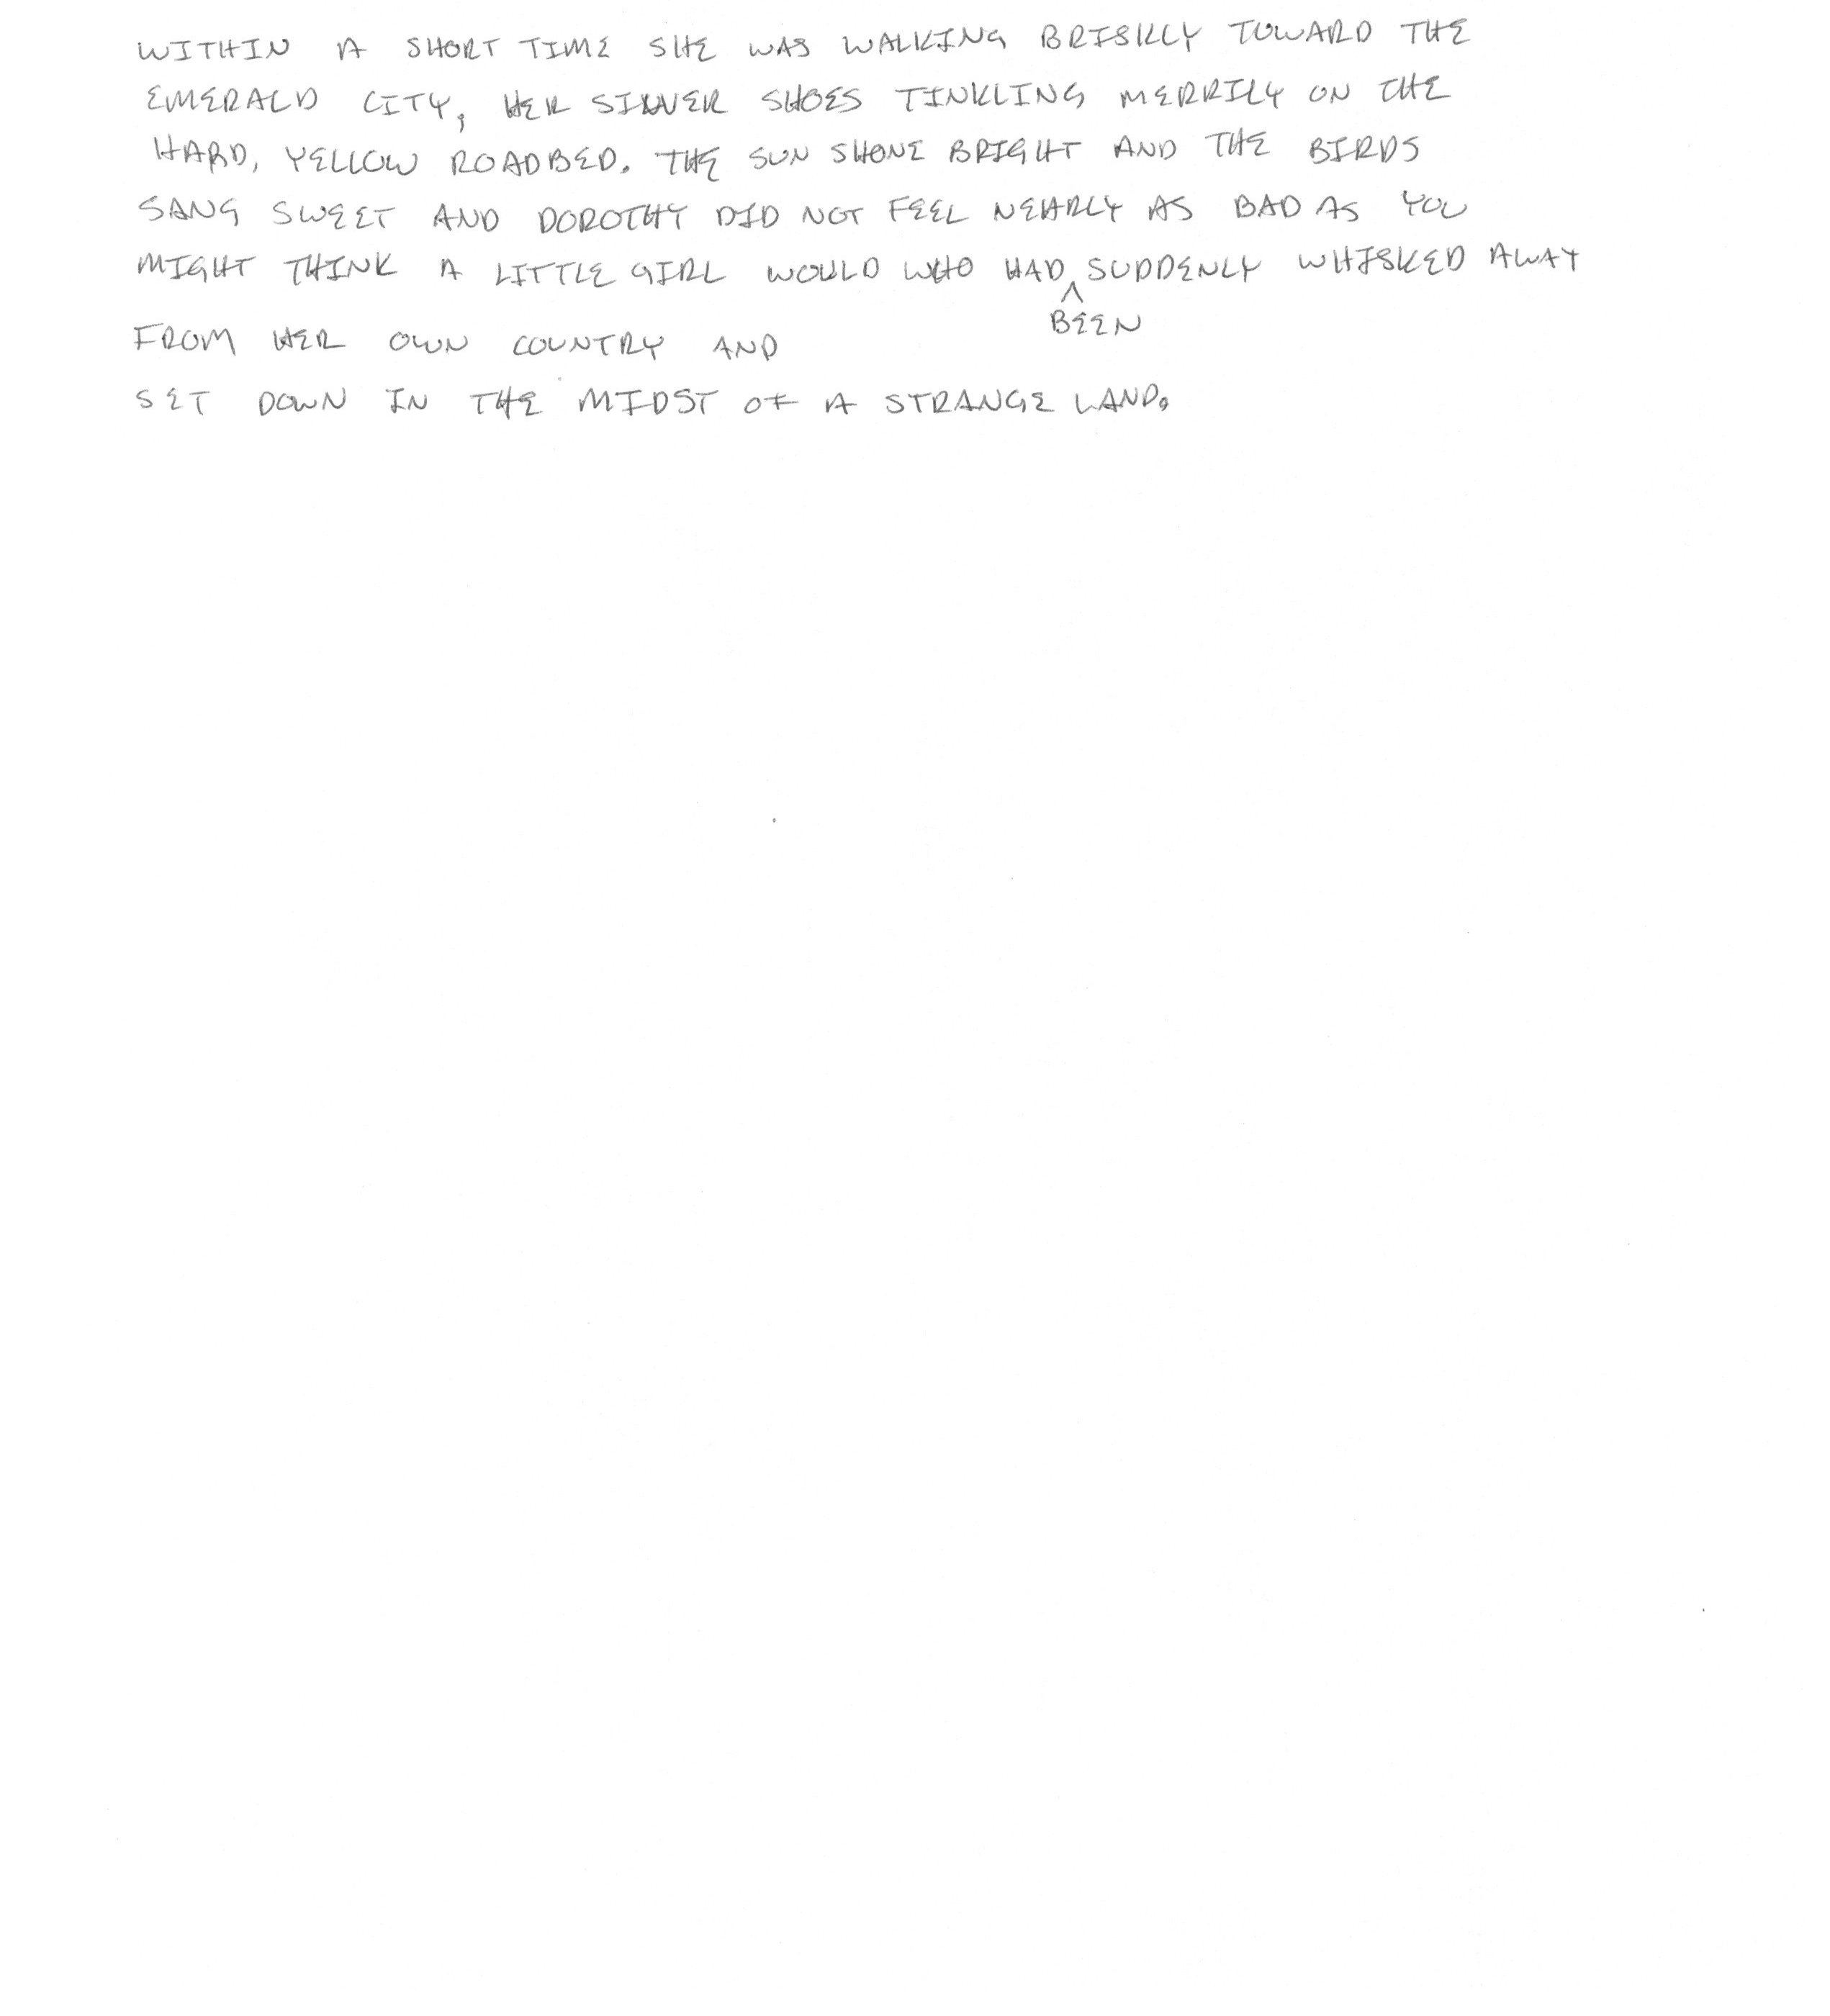 WITHIN A SHORT TIME SHE WAS WALKING BRISKLY TOWARD THE
EMERALD CITY, HER SILVER SHOES TINKLING MERRILY ON THE
HARD, YELLOW ROADBED. THE SUN SHONE BRIGHT AND THE BIRDS
SANG SWEET AND DOROTHY DID NOT FEEL NEARLY AS BAD AS YOU
MIGHT THINK A LITTLE GIRL WOULD WHO HAD ^ SUDDENLY WHISKED AWAY
BEEN
FROM HER OWN COUNTRY AND
SET DOWN IN THE MIDST OF A STRANGE LAND.